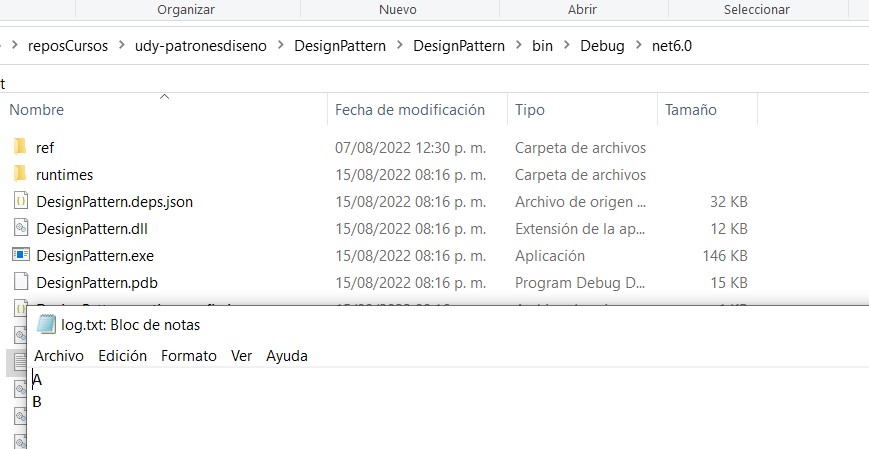 Organizar Nuevo Abrir Seleccionar
reposCursos > udy-patronesdiseno > DesignPattern > DesignPattern > bin > Debug > net6.0
t
Nombre Fecha de modificación Tipo Tamaño
ref 07/08/2022 12:30 p. m. Carpeta de archivos
runtimes 15/08/2022 08:16 p. m. Carpeta de archivos
DesignPattern.deps.json 15/08/2022 08:16 p. m. Archivo de origen ... 32 KB
DesignPattern.dll 15/08/2022 08:16 p. m. Extensión de la ap... 12 KB
DesignPattern.exe 15/08/2022 08:16 p. m. Aplicación 146 KB
DesignPattern.pdb 15/08/2022 08:16 p. m. Program Debug D... 15 KB
log.txt: Bloc de notas
Archivo Edición Formato Ver Ayuda
A
B